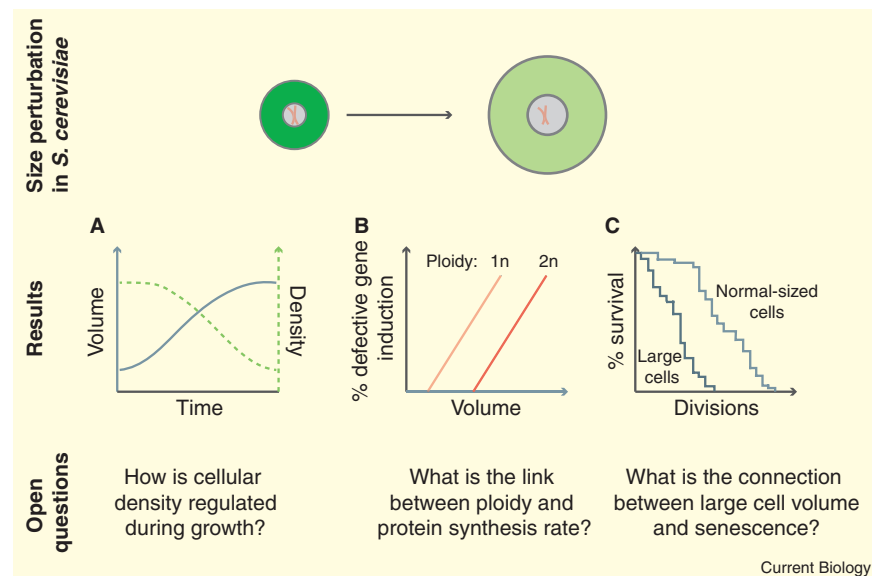 Size perturbation
in S. cerevisiae
Results
A
Volume
Density
Time
B
% defective gene
induction
Ploidy: 1n 2n
Volume
C
% survival
Normal-sized
cells
Large
cells
Divisions
Open
questions
How is cellular
density regulated
during growth?
What is the link
between ploidy and
protein synthesis rate?
What is the connection
between large cell volume
and senescence?
Current Biology